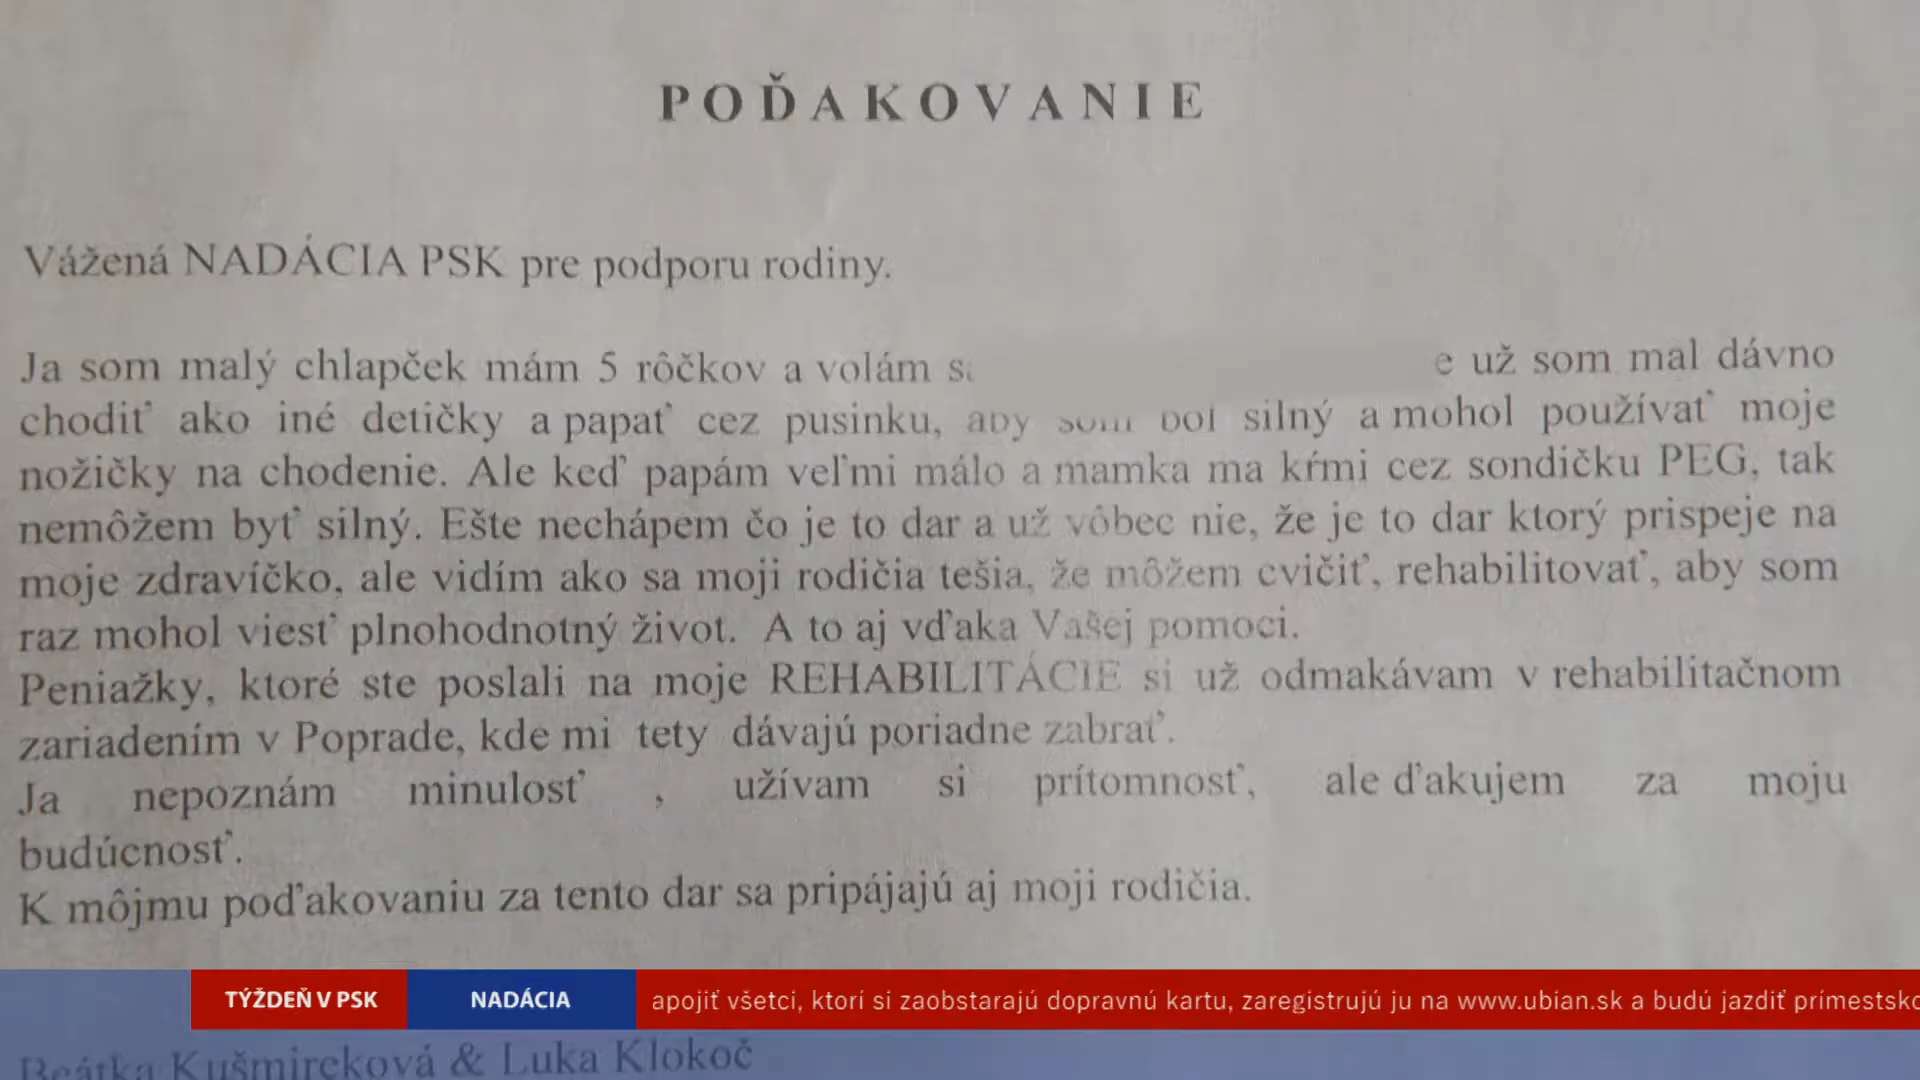 POĎAKOVANIE
Vážená NADÁCIA PSK pre podporu rodiny.
Ja som malý chlapček mám 5 rôčkov a volám sa e už som mal dávno
chodiť ako iné detičky a papať cez pusinku, aby som bol silný a mohol používať moje
nožičky na chodenie. Ale keď papám veľmi málo a mamka ma kŕmi cez sondičku PEG, tak
nemôžem byť silný. Ešte nechápem čo je to dar a už vôbec nie, že je to dar ktorý prispeje na
moje zdravíčko, ale vidím ako sa moji rodičia tešia, že môžem cvičiť, rehabilitovať, aby som
raz mohol viesť plnohodnotný život. A to aj vďaka Vašej pomoci.
Peniažky, ktoré ste poslali na moje REHABILITÁCIE si už odmakávam v rehabilitačnom
zariadením v Poprade, kde mi tety dávajú poriadne zabrať.
Ja nepoznám minulosť , užívam si prítomnosť, ale ďakujem za moju
budúcnosť.
K môjmu poďakovaniu za tento dar sa pripájajú aj moji rodičia.
TÝŽDEŇ V PSK NADÁCIA apojiť všetci, ktorí si zaobstarajú dopravnú kartu, zaregistrujú ju na www.ubian.sk a budú jazdiť prímestsko
Beátka Kušmireková & Luka Klokoč